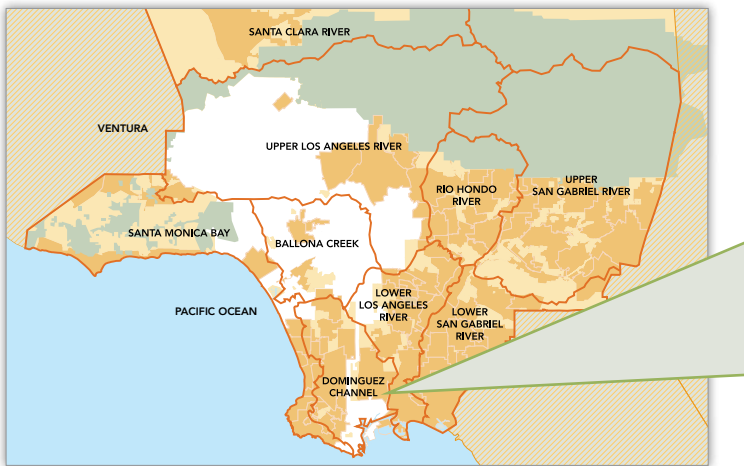 SANTA CLARA RIVER
VENTURA
UPPER LOS ANGELES RIVER
RIO HONDO
RIVER
UPPER
SAN GABRIEL RIVER
SANTA MONICA BAY
BALLONA CREEK
PACIFIC OCEAN
LOWER
LOS ANGELES
RIVER
LOWER
SAN GABRIEL
RIVER
DOMINGUEZ
CHANNEL